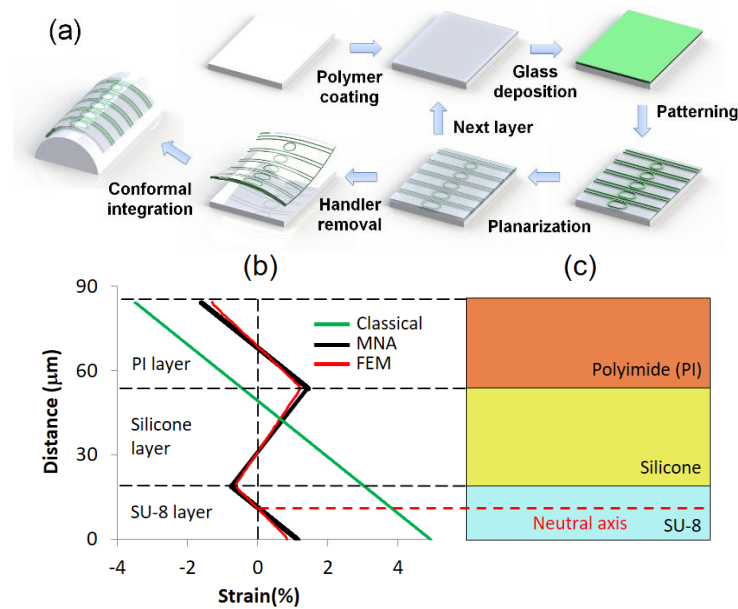 (a)
Polymer
coating
Glass
deposition
Patterning
Next layer
Conformal
integration
Handler
removal
Planarization
(b)
(c)
90
60
30
0
Distance (µm)
PI layer
Silicone
layer
SU-8 layer
Classical
MNA
FEM
-4
-2
0
2
4
Strain(%)
Polyimide (PI)
Silicone
Neutral axis
SU-8